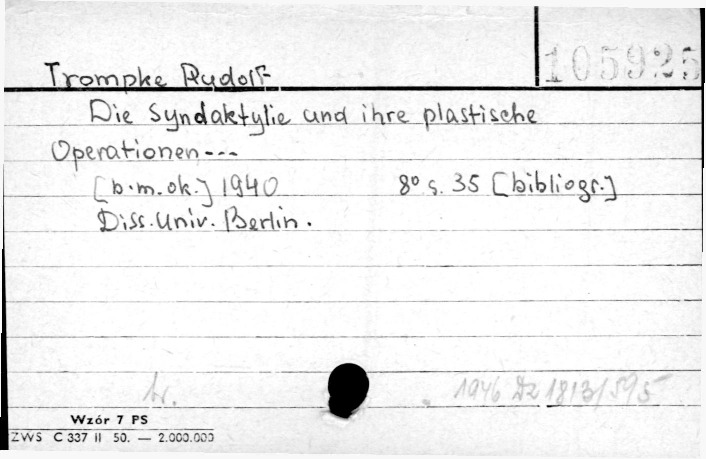 105925
Trompke Rudolf
Die Syndaktylie und ihre plastische
Operationen---
[b.m.ok.] 1940 8° s. 35 [bibliogr.]
Diss. Univ. Berlin.
1946 Dz 1813/595
Wzór 7 PS
ZWS C 337 II 50. — 2.000.000